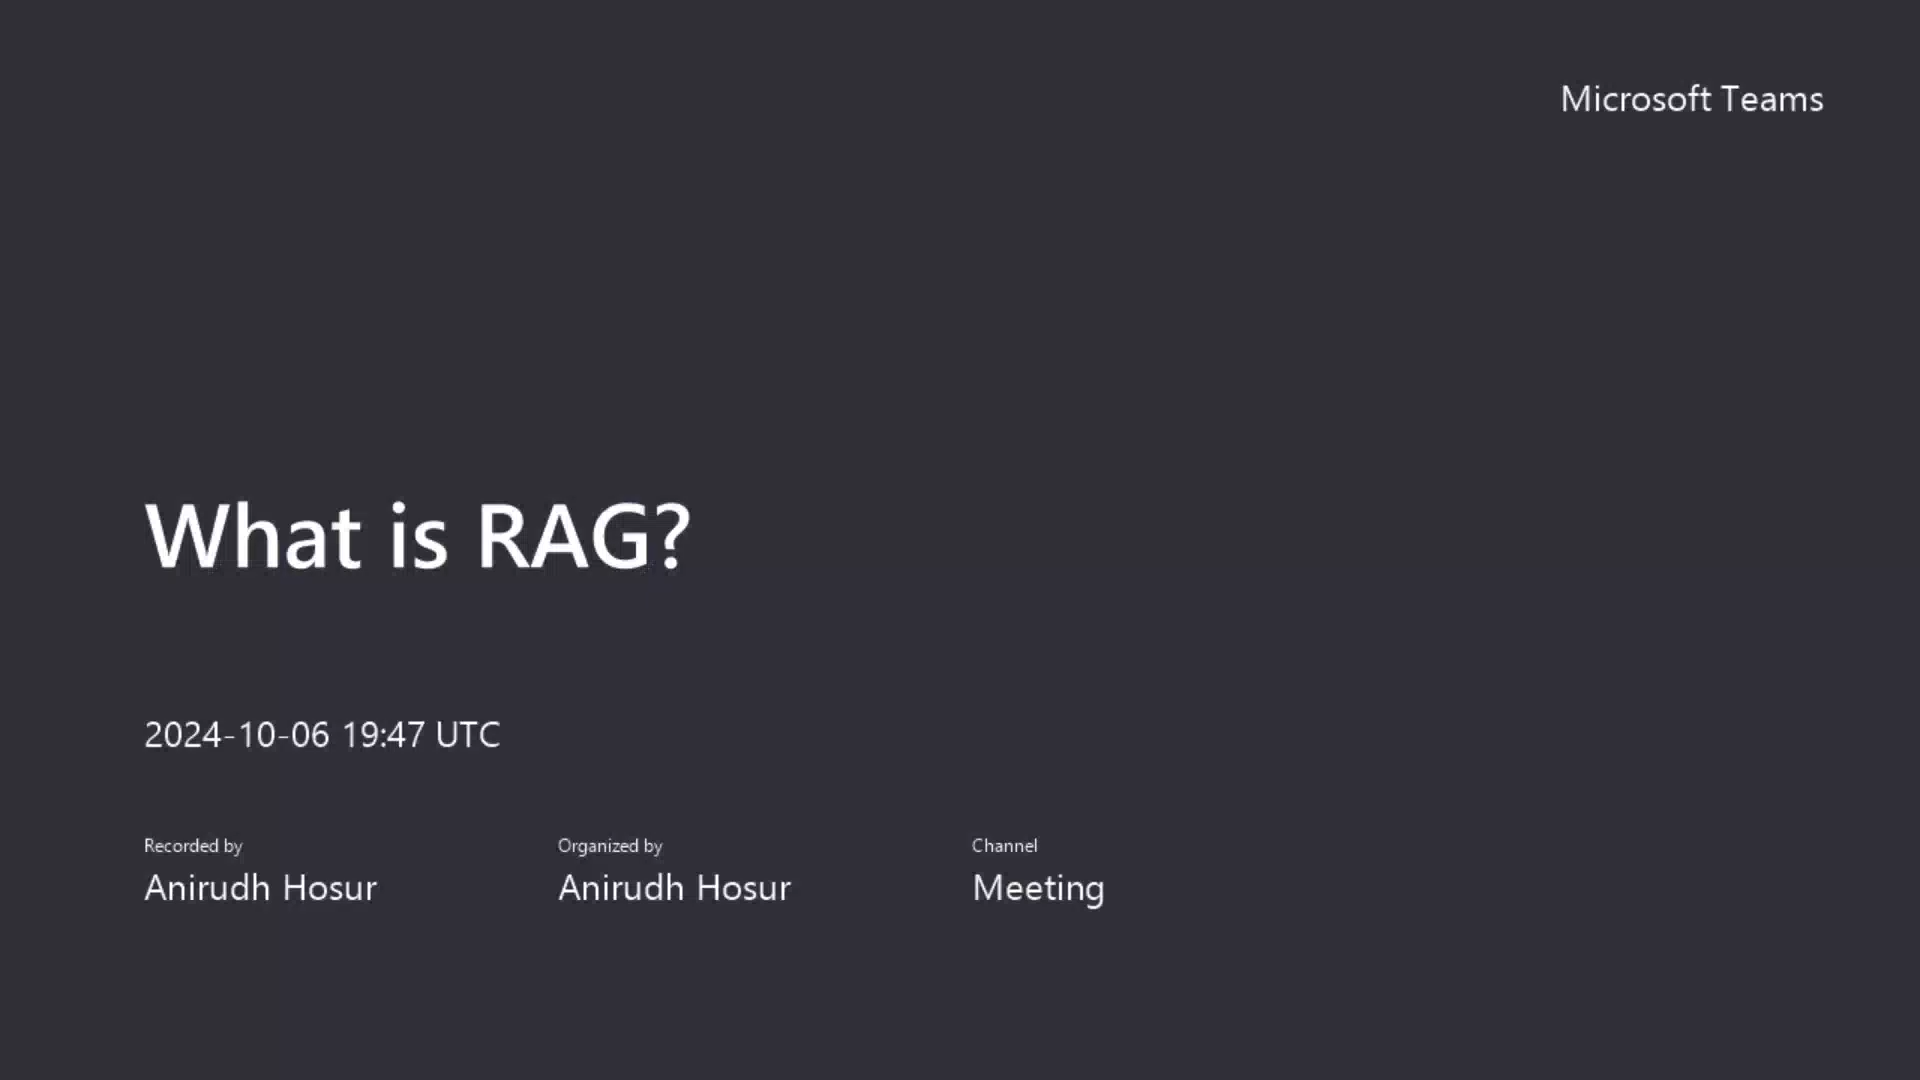 Microsoft Teams
What is RAG?
2024-10-06 19:47 UTC
Recorded by
Anirudh Hosur
Organized by
Anirudh Hosur
Channel
Meeting